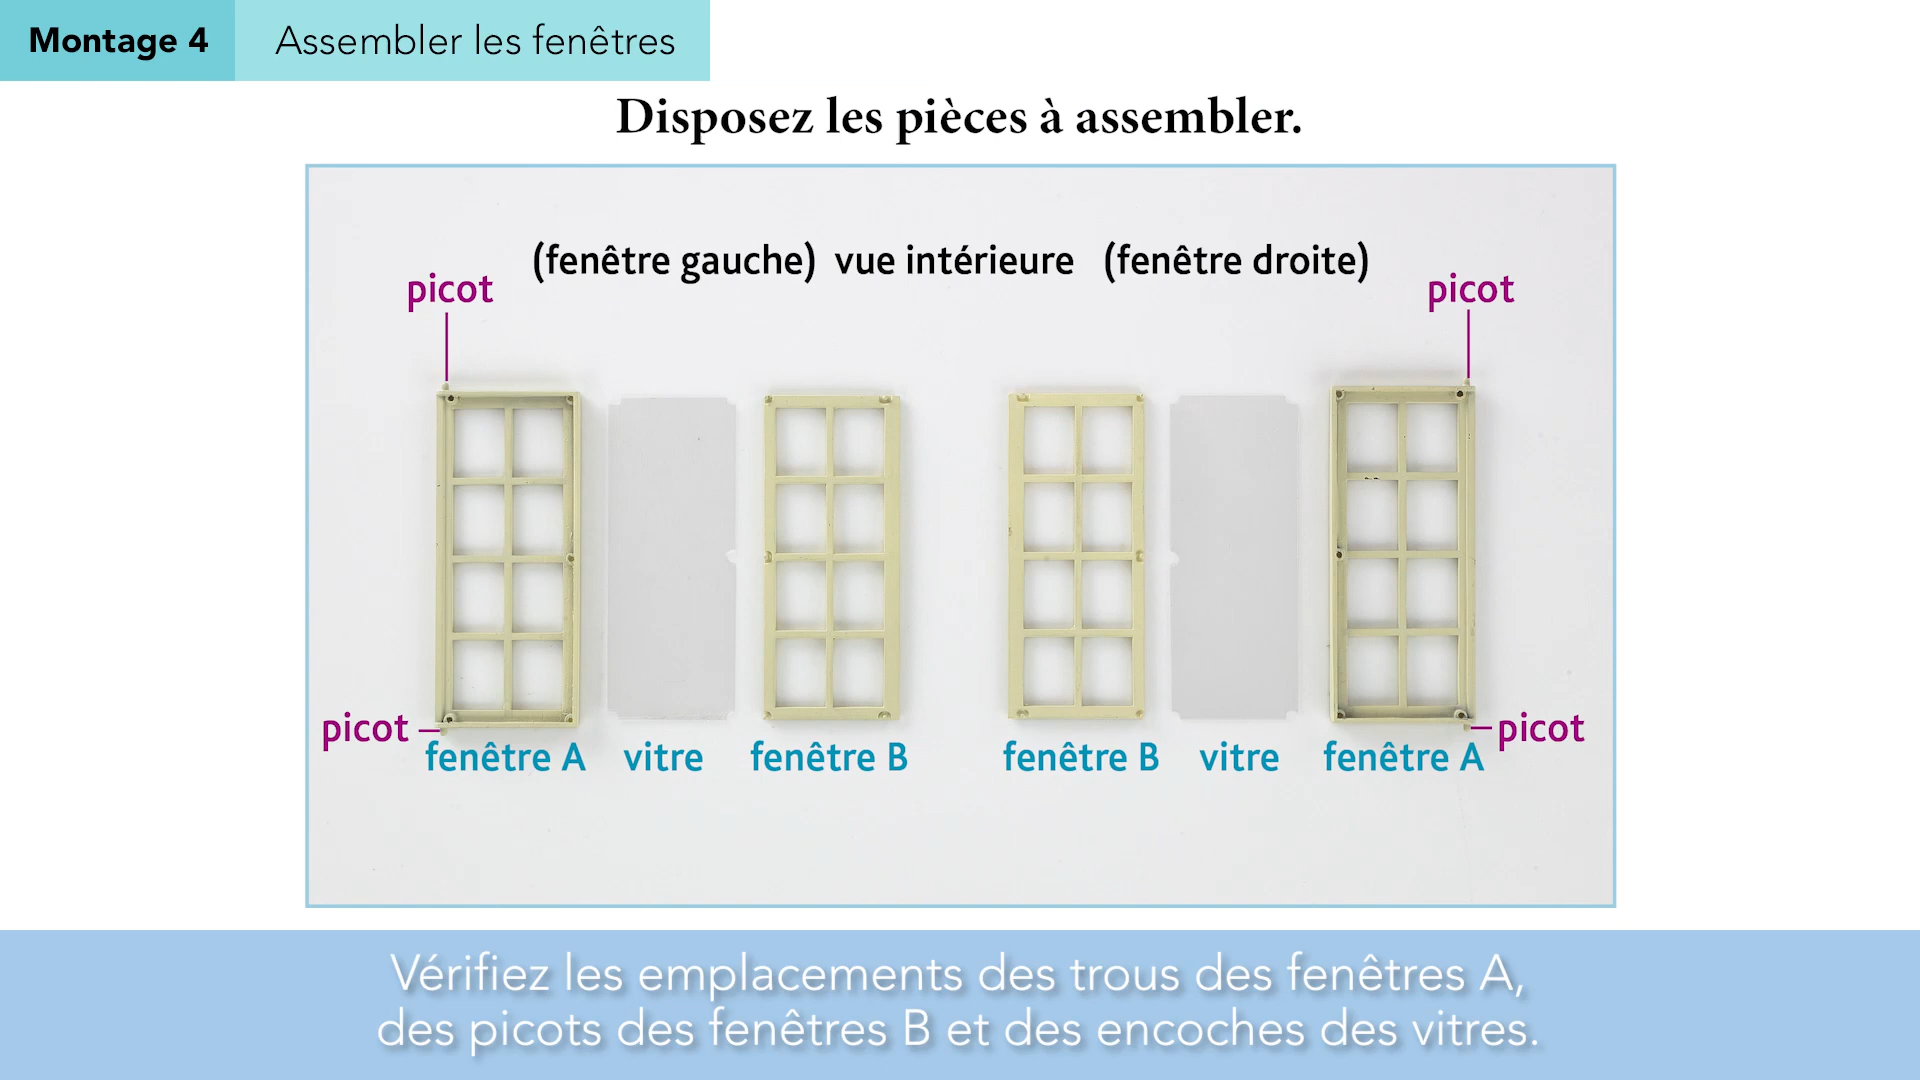 Montage 4
Assembler les fenêtres
Disposez les pièces à assembler.
(fenêtre gauche) vue intérieure (fenêtre droite)
picot
picot
picot
picot
fenêtre A vitre fenêtre B fenêtre B vitre fenêtre A
Vérifiez les emplacements des trous des fenêtres A,
des picots des fenêtres B et des encoches des vitres.